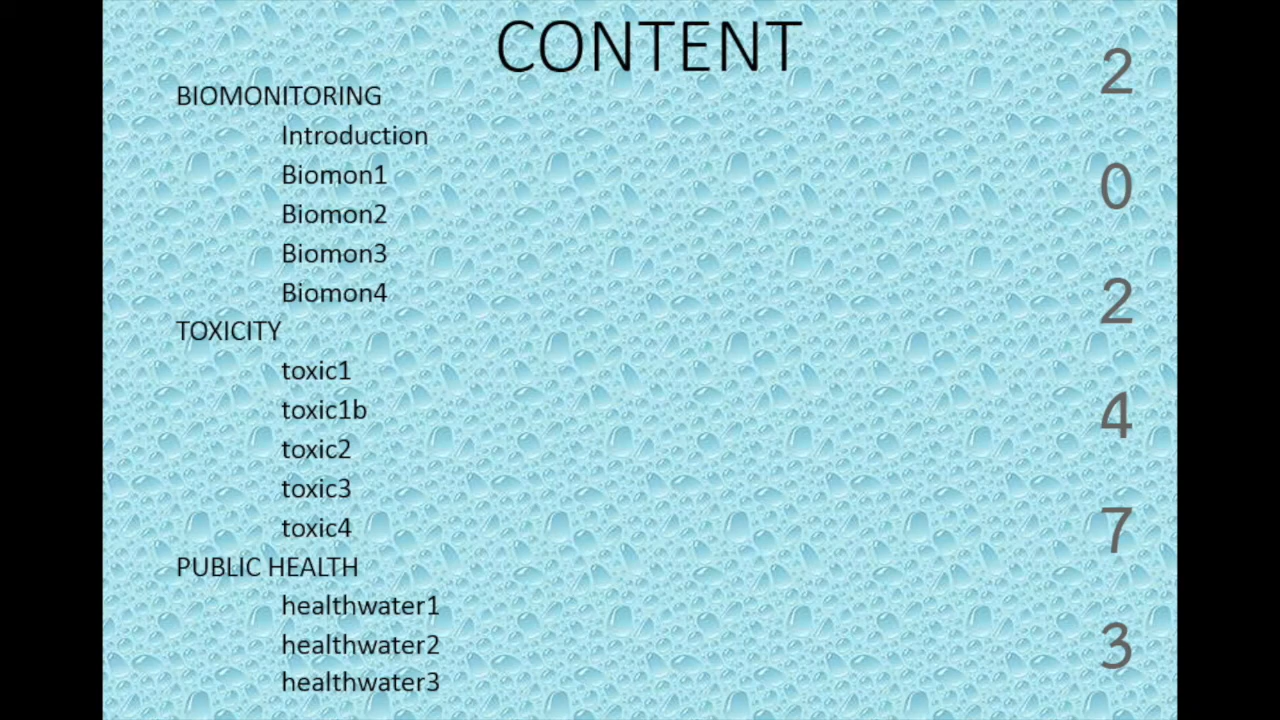 CONTENT
BIOMONITORING
Introduction
Biomon1
Biomon2
Biomon3
Biomon4
TOXICITY
toxic1
toxic1b
toxic2
toxic3
toxic4
PUBLIC HEALTH
healthwater1
healthwater2
healthwater3
2
0
2
4
7
3